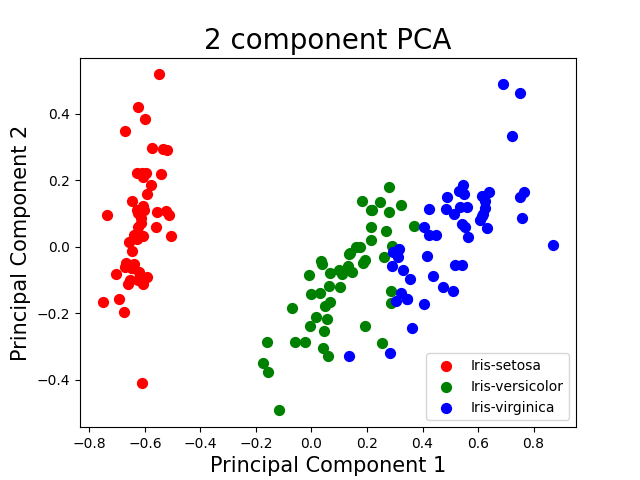 2 component PCA
Principal Component 2
0.4
0.2
0.0
−0.2
−0.4
−0.8
−0.6
−0.4
−0.2
0.0
0.2
0.4
0.6
0.8
Principal Component 1
Iris-setosa
Iris-versicolor
Iris-virginica